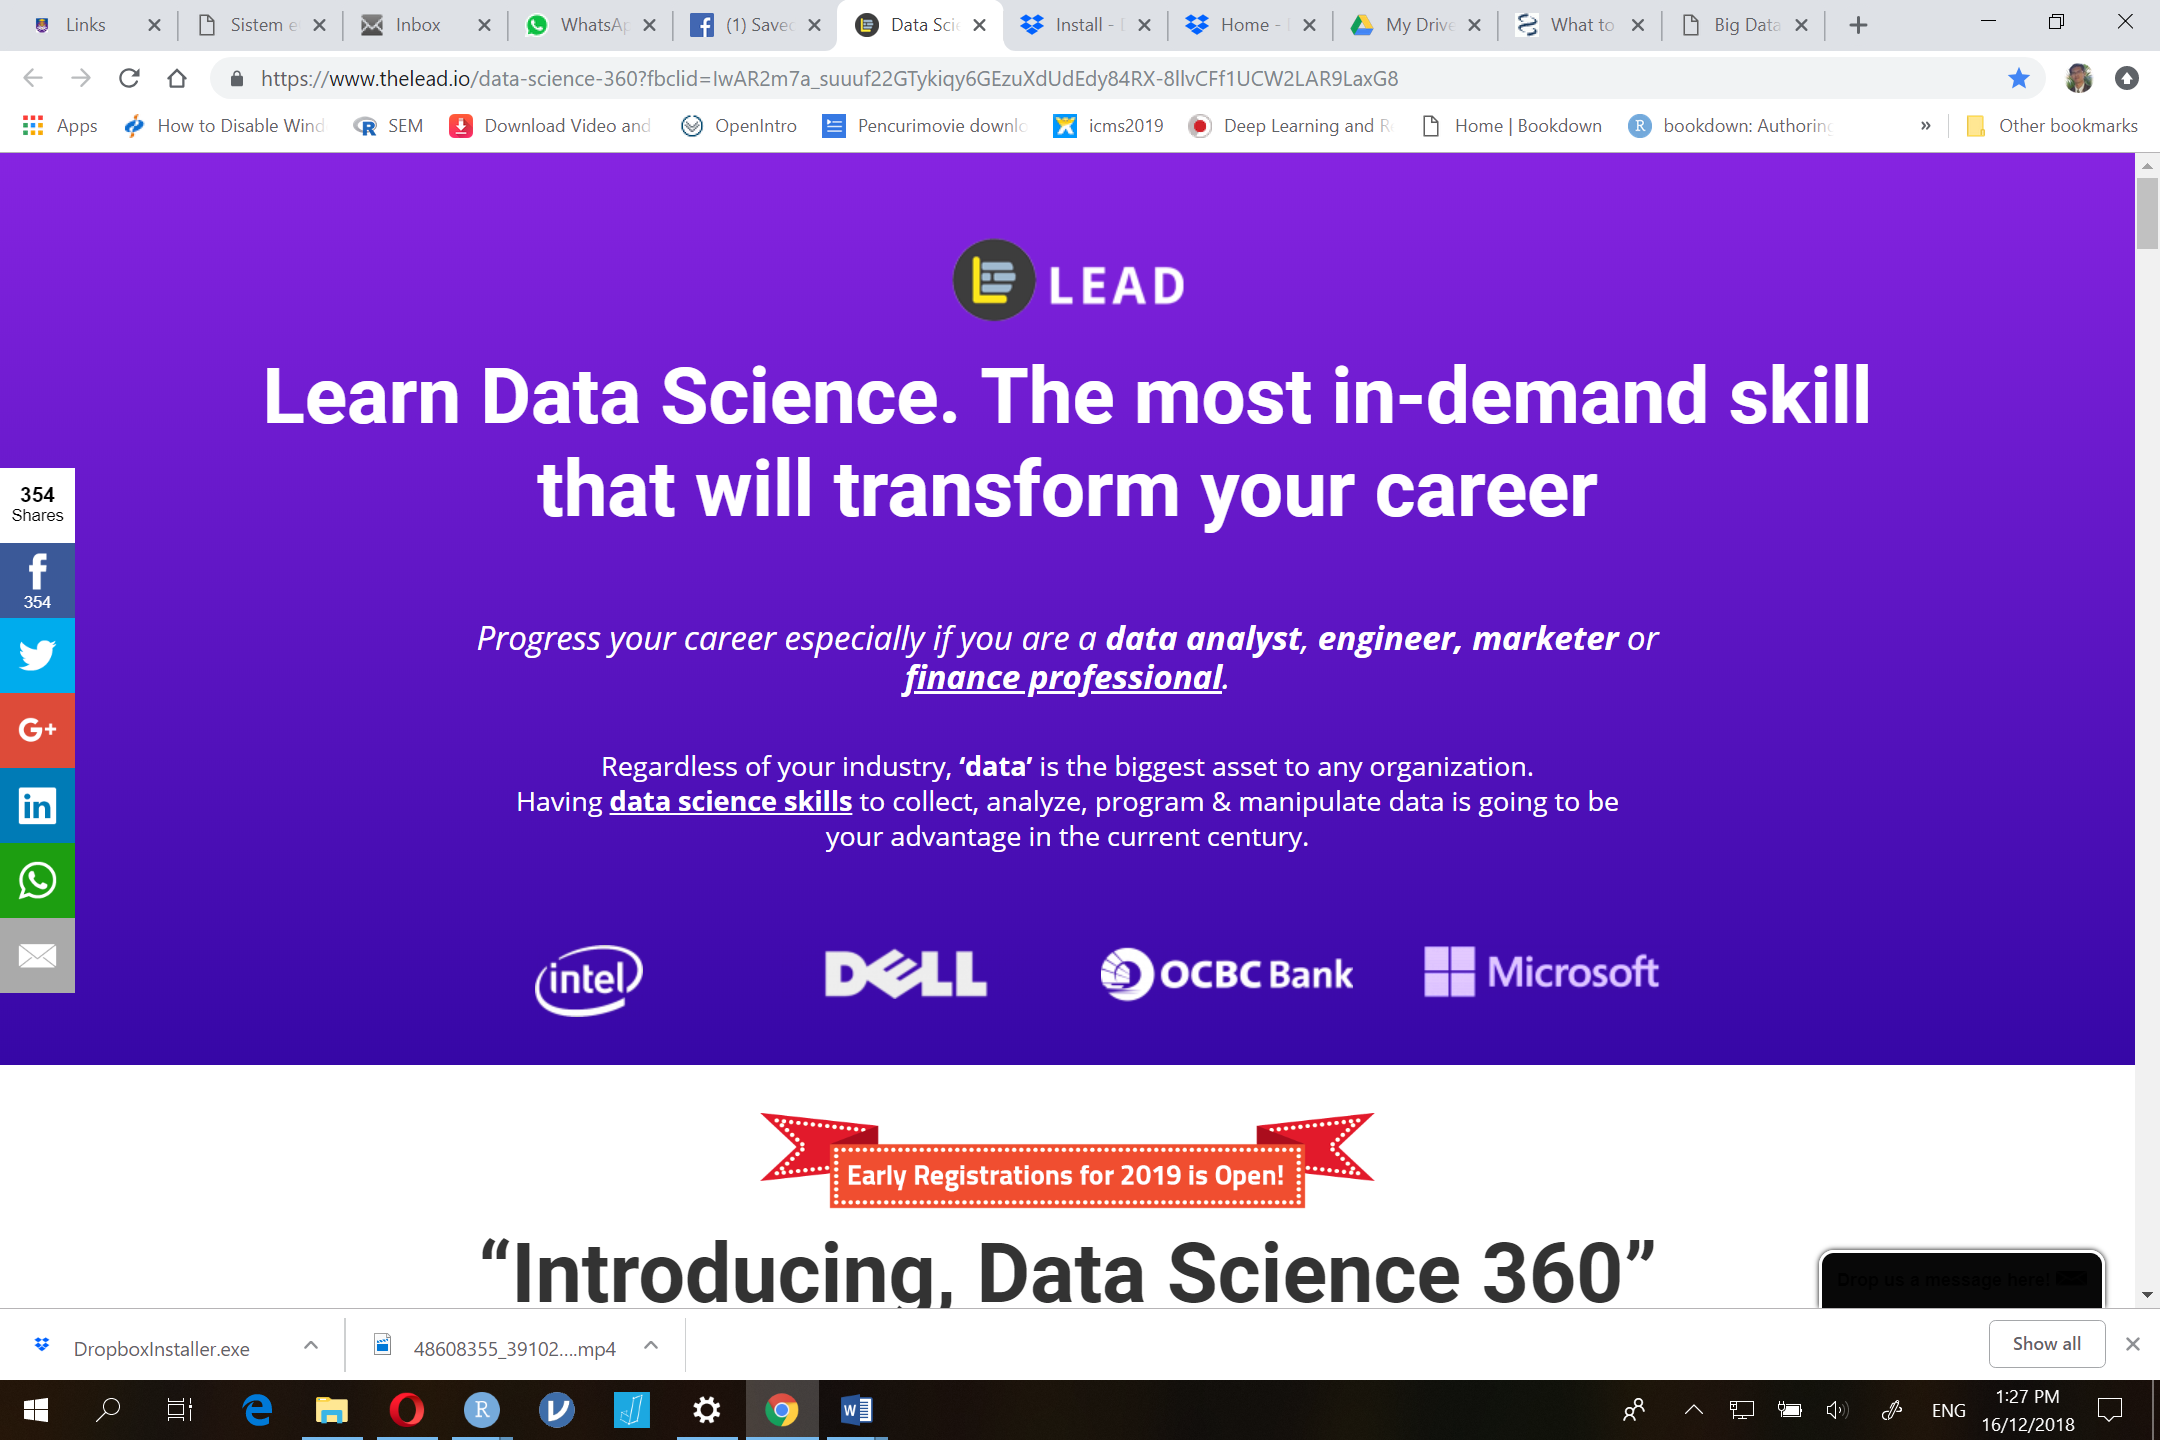 Links
Sistem e
Inbox
WhatsAp
(1) Saved
Data Scie
Install -
Home -
My Drive
What to
Big Data
https://www.thelead.io/data-science-360?fbclid=IwAR2m7a_suuuf22GTykiqy6GEzuXdUdEdy84RX-8llvCFf1UCW2LAR9LaxG8
Apps
How to Disable Wind
SEM
Download Video and
OpenIntro
Pencurimovie downlo
icms2019
Deep Learning and R
Home | Bookdown
bookdown: Authoring
»
Other bookmarks
LEAD
Learn Data Science. The most in-demand skill
that will transform your career
354
Shares
354
Progress your career especially if you are a data analyst, engineer, marketer or
finance professional.
Regardless of your industry, ‘data’ is the biggest asset to any organization.
Having data science skills to collect, analyze, program & manipulate data is going to be
your advantage in the current century.
intel
DELL
OCBC Bank
Microsoft
Early Registrations for 2019 is Open!
“Introducing, Data Science 360”
Drop us a message here!
DropboxInstaller.exe
48608355_39102....mp4
Show all
ENG
1:27 PM
16/12/2018